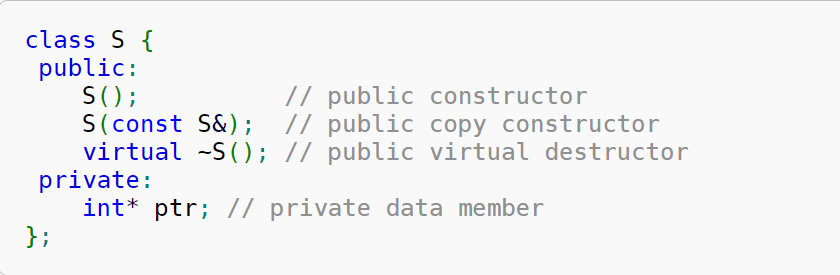 class S {
 public:
    S();          // public constructor
    S(const S&);  // public copy constructor
    virtual ~S(); // public virtual destructor
 private:
    int* ptr; // private data member
};